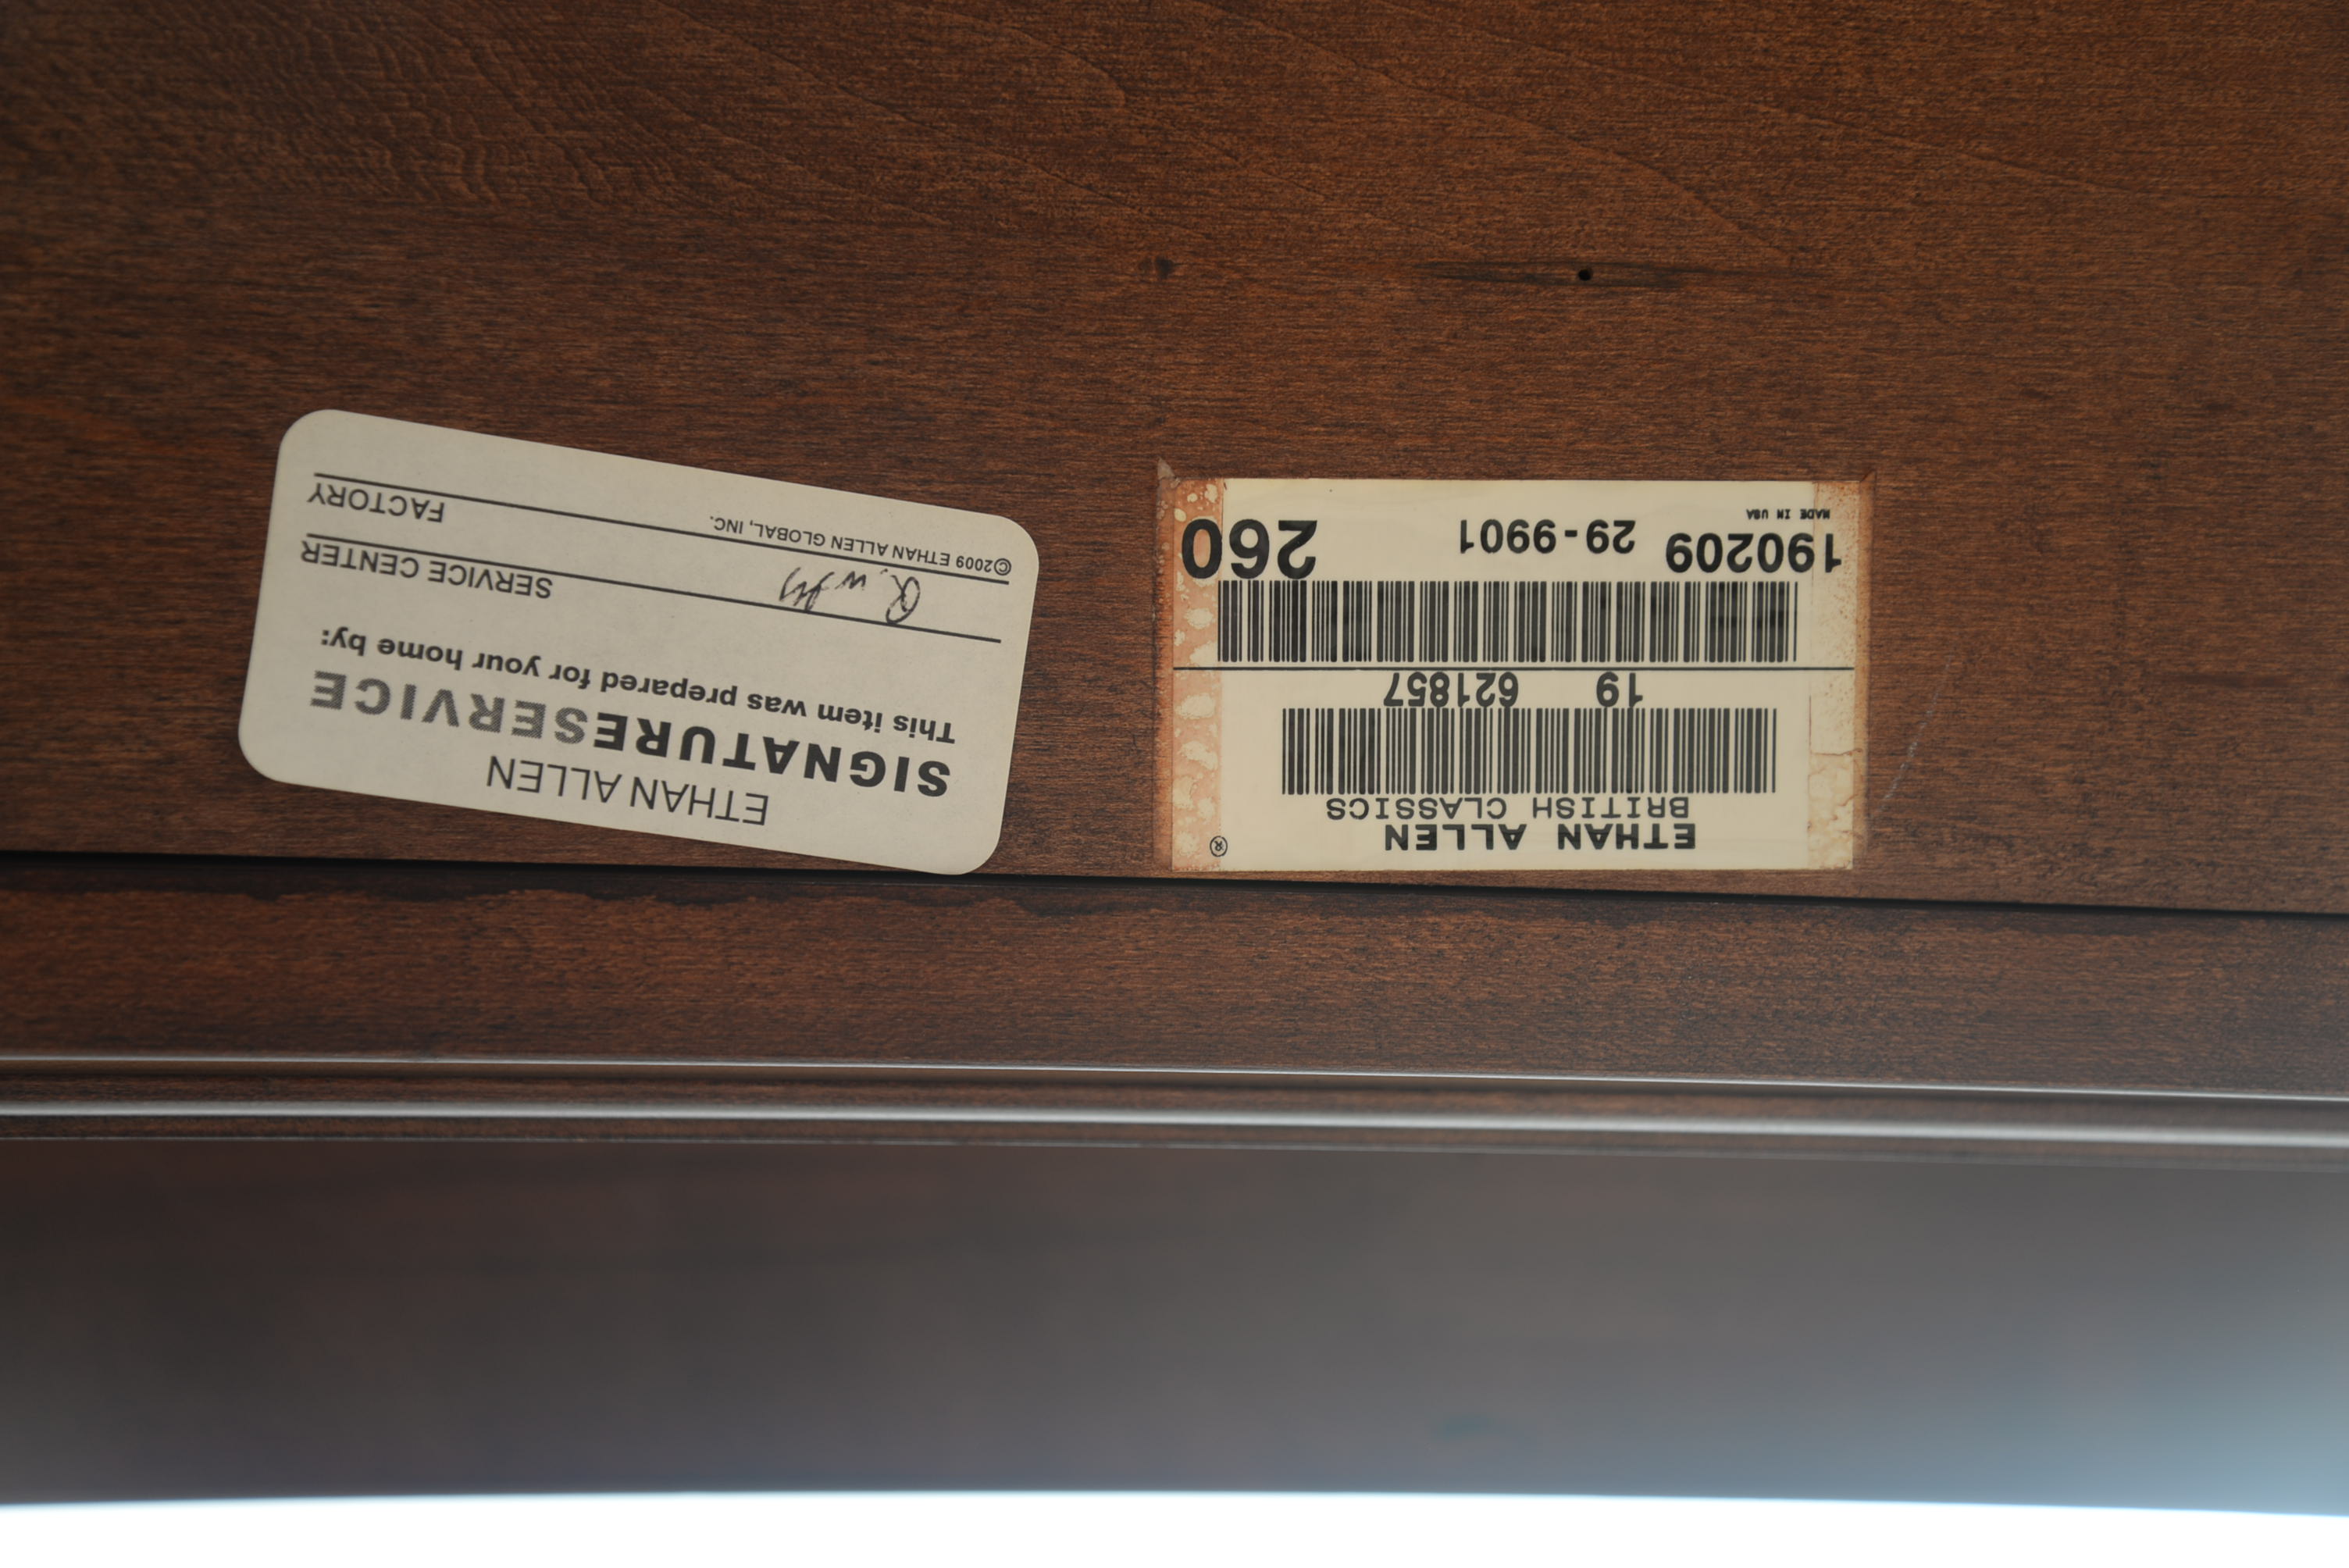 ETHAN ALLEN
SIGNATURESERVICE
This item was prepared for your home by:
SERVICE CENTER
©2009 ETHAN ALLEN GLOBAL, INC.
FACTORY
ETHAN ALLEN ®
BRITISH CLASSICS
19 621857
190209 29-9901 260
MADE IN USA